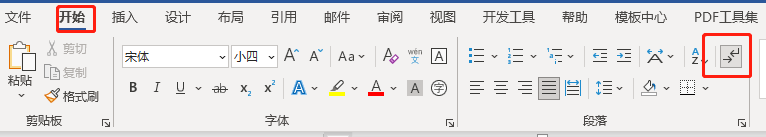 文件 开始 插入 设计 布局 引用 邮件 审阅 视图 开发工具 帮助 模板中心 PDF工具集
粘贴
剪切
复制
格式刷
剪贴板
宋体 小四 A A Aa A wén 文 A
B I U ab x₂ x² A A A 字
字体
A Z
段落